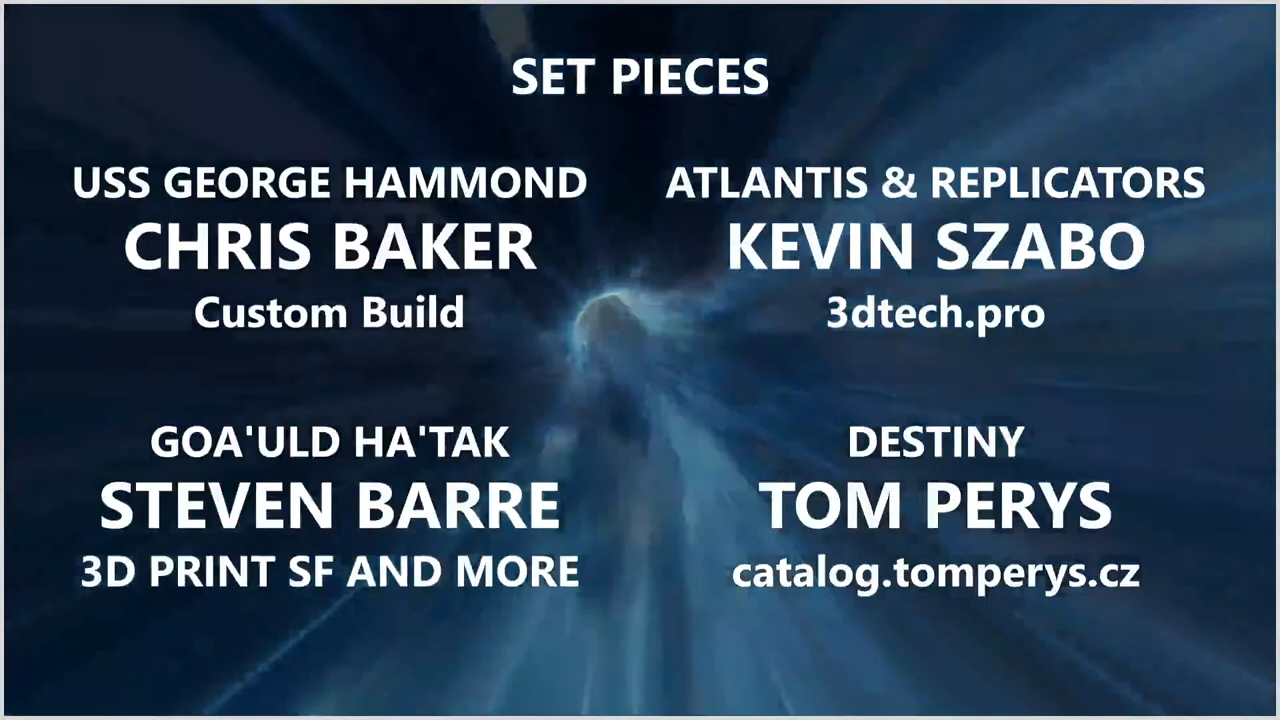 SET PIECES
USS GEORGE HAMMOND
CHRIS BAKER
Custom Build
ATLANTIS & REPLICATORS
KEVIN SZABO
3dtech.pro
GOA'ULD HA'TAK
STEVEN BARRE
3D PRINT SF AND MORE
DESTINY
TOM PERYS
catalog.tomperys.cz